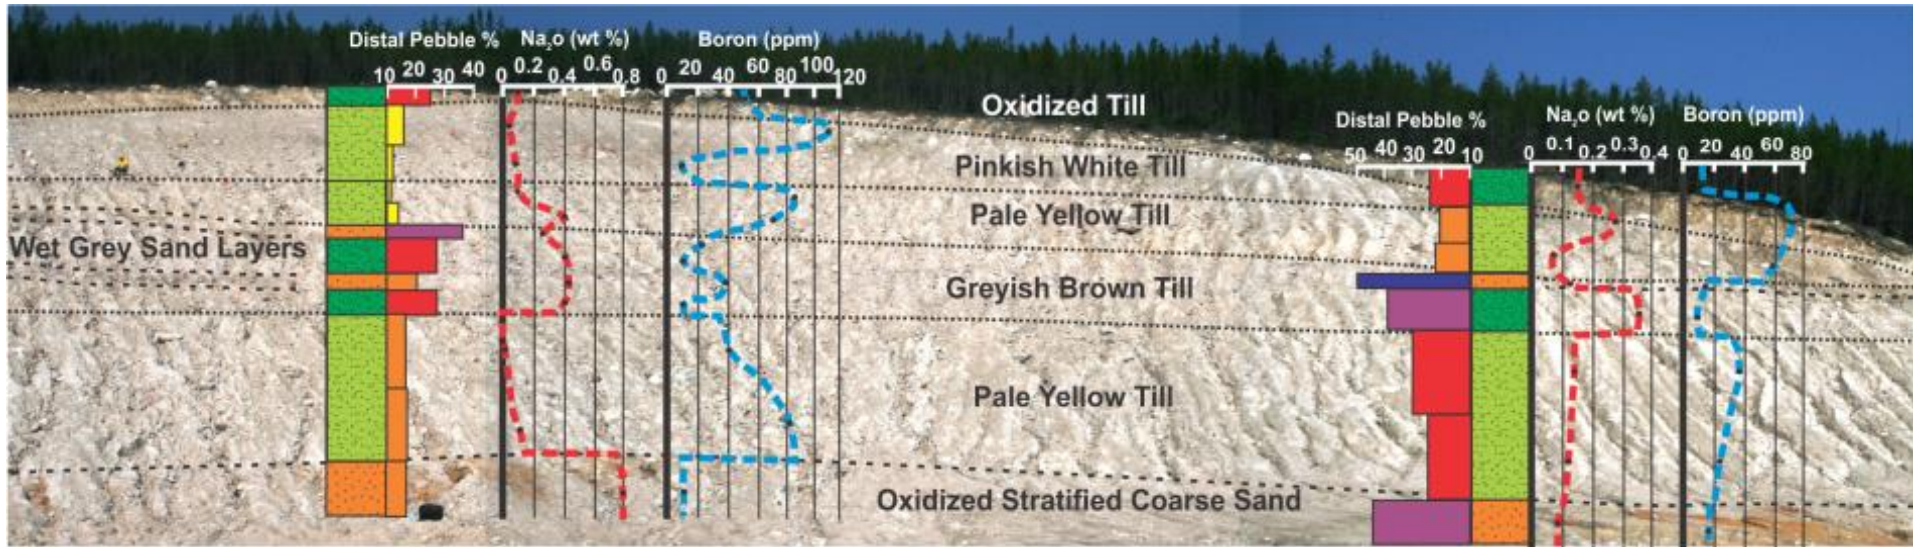 Distal Pebble %
Na₂o (wt %)
Boron (ppm)
10 20 30 40
0 0.2 0.4 0.6 0.8
0 20 40 60 80 100 120
Oxidized Till
Distal Pebble %
Na₂o (wt %)
Boron (ppm)
50 40 30 20 10
0 0.1 0.2 0.3 0.4
0 20 40 60 80
Pinkish White Till
Pale Yellow Till
Wet Grey Sand Layers
Greyish Brown Till
Pale Yellow Till
Oxidized Stratified Coarse Sand